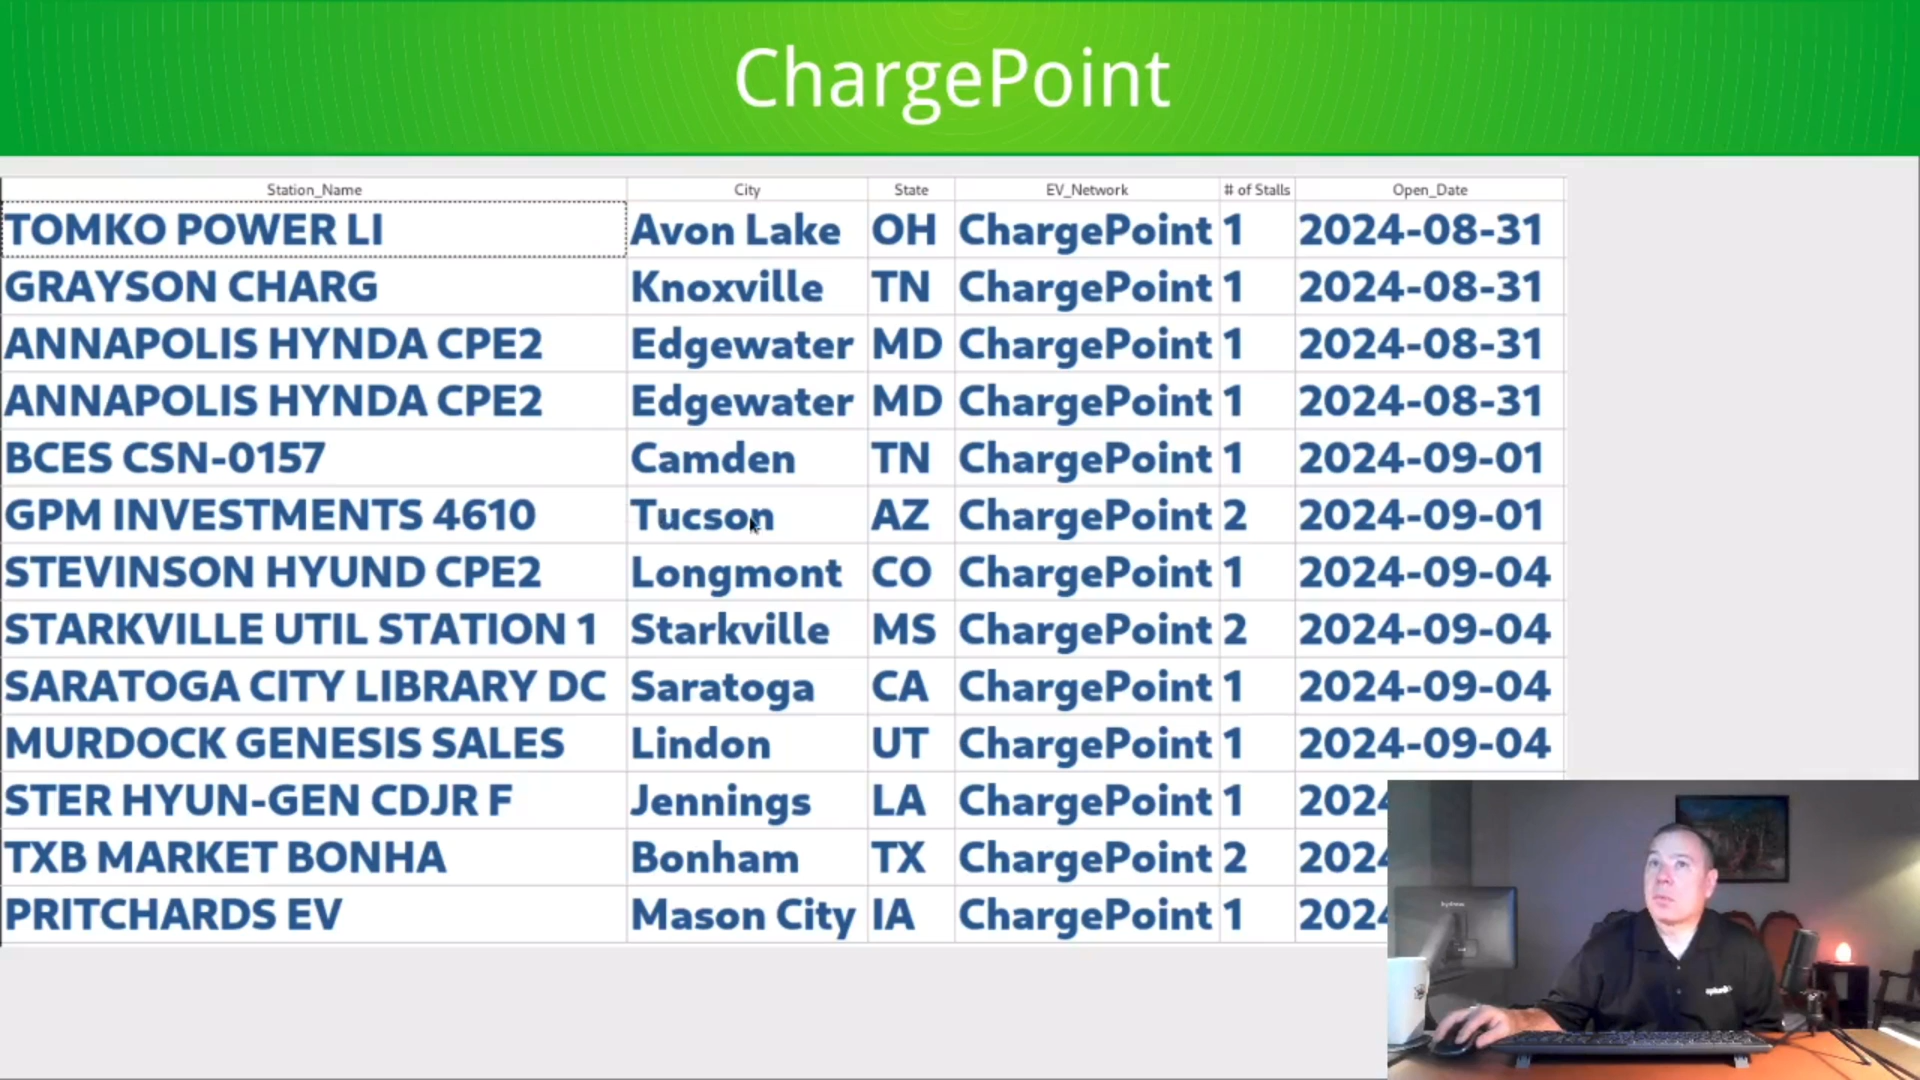 ChargePoint
Station_Name City State EV_Network # of Stalls Open_Date
TOMKO POWER LI Avon Lake OH ChargePoint 1 2024-08-31
GRAYSON CHARG Knoxville TN ChargePoint 1 2024-08-31
ANNAPOLIS HYNDA CPE2 Edgewater MD ChargePoint 1 2024-08-31
ANNAPOLIS HYNDA CPE2 Edgewater MD ChargePoint 1 2024-08-31
BCES CSN-0157 Camden TN ChargePoint 1 2024-09-01
GPM INVESTMENTS 4610 Tucson AZ ChargePoint 2 2024-09-01
STEVINSON HYUND CPE2 Longmont CO ChargePoint 1 2024-09-04
STARKVILLE UTIL STATION 1 Starkville MS ChargePoint 2 2024-09-04
SARATOGA CITY LIBRARY DC Saratoga CA ChargePoint 1 2024-09-04
MURDOCK GENESIS SALES Lindon UT ChargePoint 1 2024-09-04
STER HYUN-GEN CDJR F Jennings LA ChargePoint 1 2024
TXB MARKET BONHA Bonham TX ChargePoint 2 2024
PRITCHARDS EV Mason City IA ChargePoint 1 2024